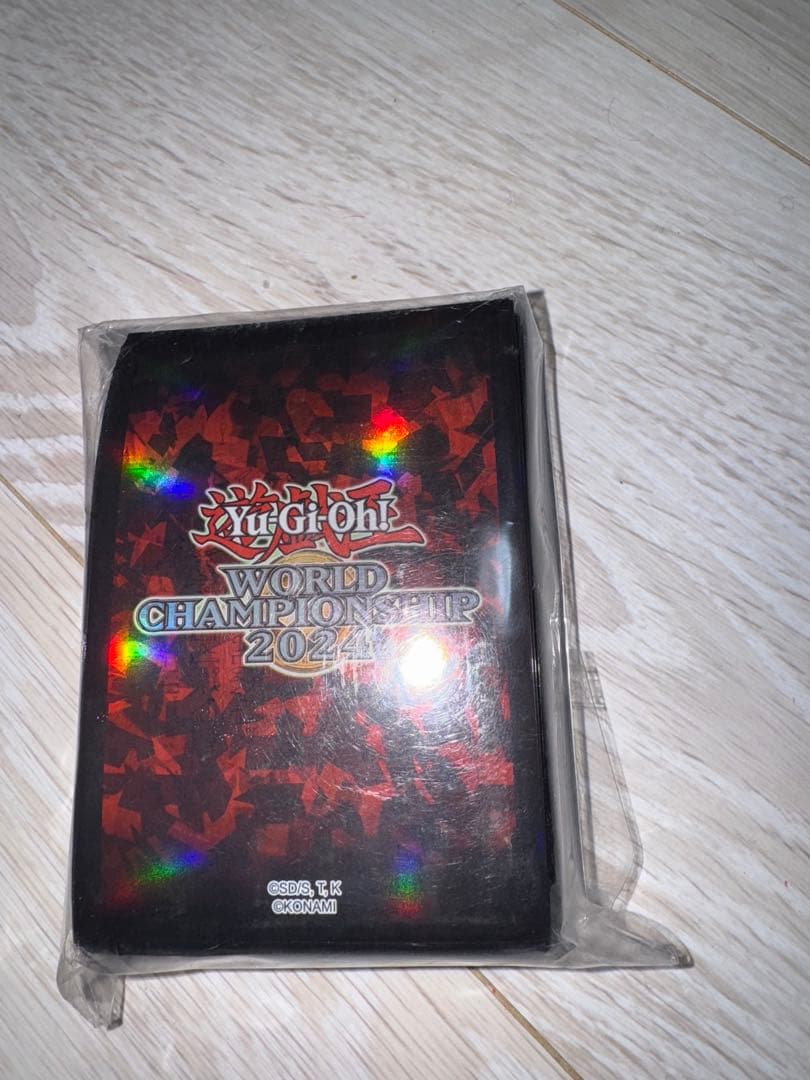 遊戯王
Yu-Gi-Oh!
WORLD
CHAMPIONSHIP
2024
©SD/S, T, K
©KONAMI